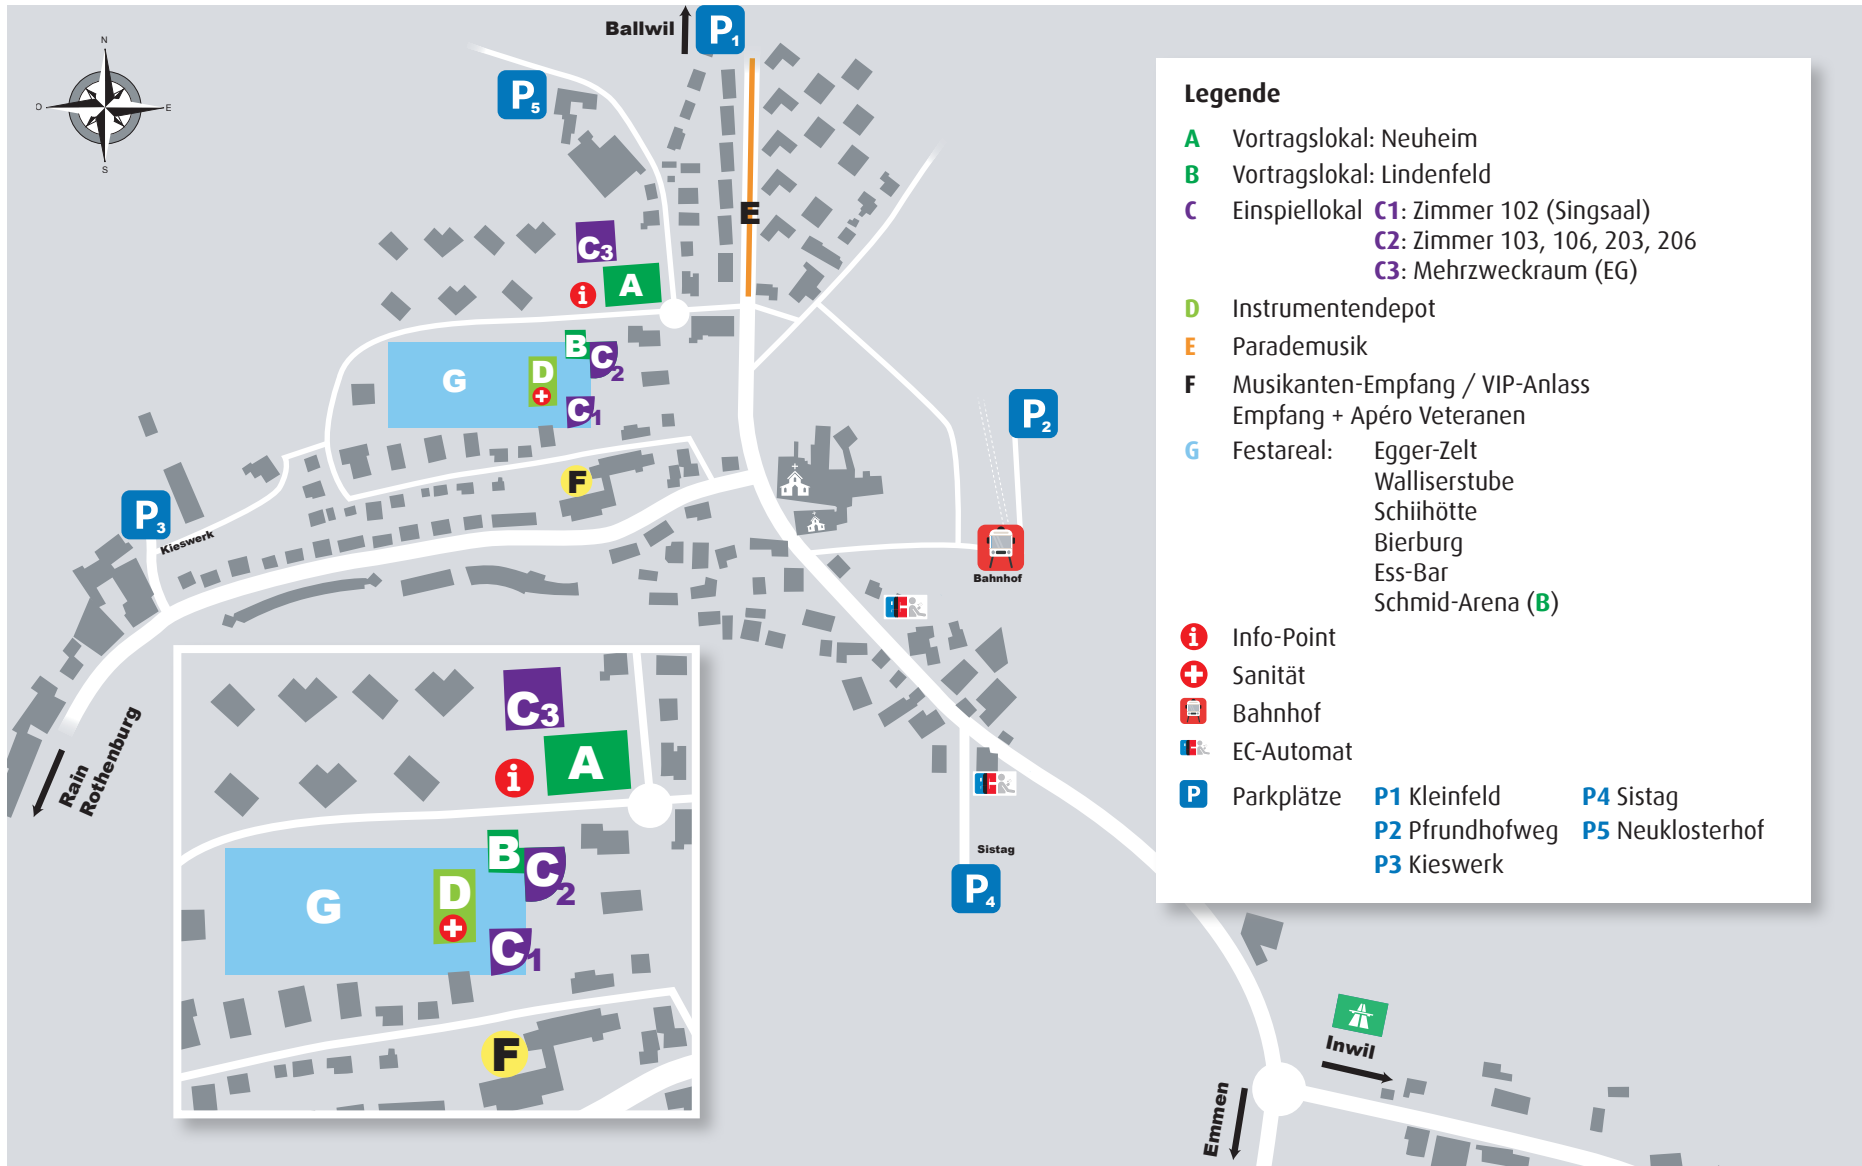 Ballwil
P1
N
O
E
S
P5
E
C3
A
i
B
C2
D
G
C1
P2
F
P3
Kieswerk
Bahnhof
Rain
Rothenburg
C3
A
i
B
C2
D
G
C1
F
Sistag
P4
Inwil
Emmen
Legende
A Vortragslokal: Neuheim
B Vortragslokal: Lindenfeld
C Einspiellokal C1: Zimmer 102 (Singsaal)
C2: Zimmer 103, 106, 203, 206
C3: Mehrzweckraum (EG)
D Instrumentendepot
E Parademusik
F Musikanten-Empfang / VIP-Anlass
Empfang + Apéro Veteranen
G Festareal: Egger-Zelt
Walliserstube
Schiihötte
Bierburg
Ess-Bar
Schmid-Arena (B)
i Info-Point
Sanität
Bahnhof
EC-Automat
P Parkplätze P1 Kleinfeld P4 Sistag
P2 Pfrundhofweg P5 Neuklosterhof
P3 Kieswerk